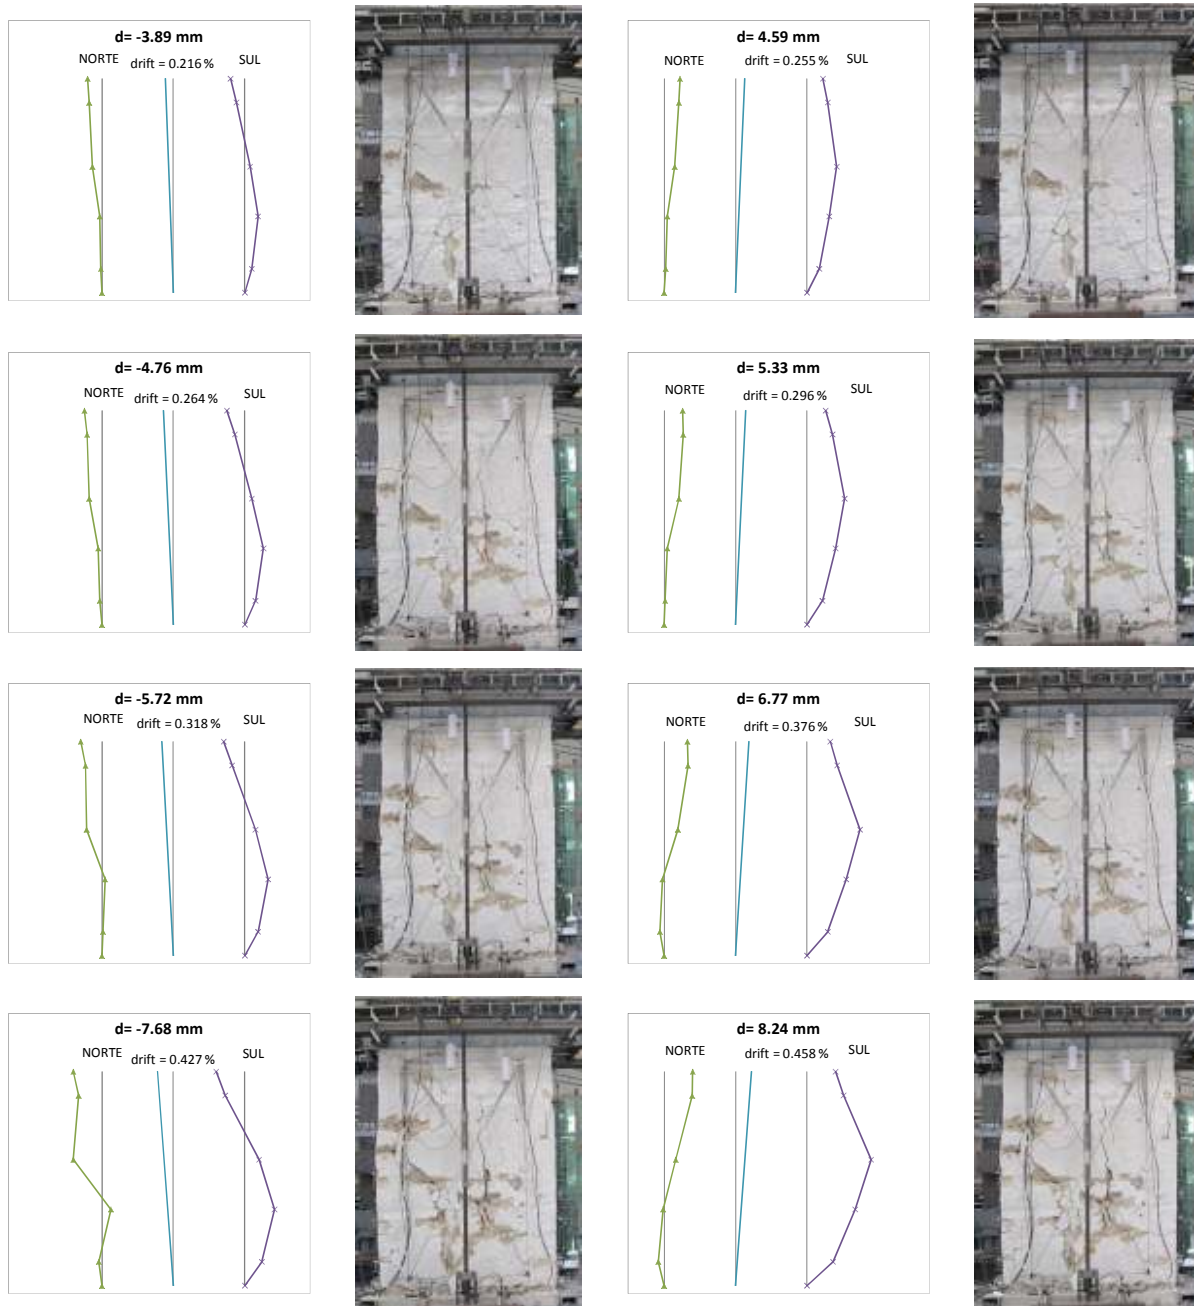 d= -3.89 mm
NORTE drift = 0.216 % SUL
d= 4.59 mm
NORTE drift = 0.255 % SUL
d= -4.76 mm
NORTE drift = 0.264 % SUL
d= 5.33 mm
NORTE drift = 0.296 % SUL
d= -5.72 mm
NORTE drift = 0.318 % SUL
d= 6.77 mm
NORTE drift = 0.376 % SUL
d= -7.68 mm
NORTE drift = 0.427 % SUL
d= 8.24 mm
NORTE drift = 0.458 % SUL